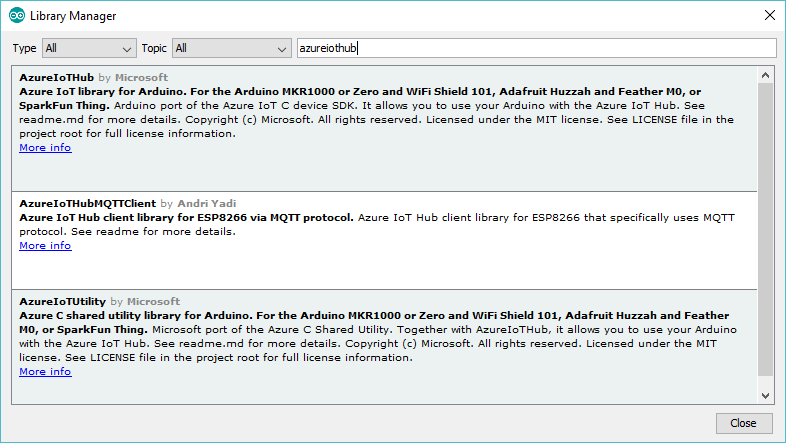 Library Manager
Type All Topic All azureiothub
AzureIoTHub by Microsoft
Azure IoT library for Arduino. For the Arduino MKR1000 or Zero and WiFi Shield 101, Adafruit Huzzah and Feather M0, or
SparkFun Thing. Arduino port of the Azure IoT C device SDK. It allows you to use your Arduino with the Azure IoT Hub. See
readme.md for more details. Copyright (c) Microsoft. All rights reserved. Licensed under the MIT license. See LICENSE file in the
project root for full license information.
More info
AzureIoTHubMQTTClient by Andri Yadi
Azure IoT Hub client library for ESP8266 via MQTT protocol. Azure IoT Hub client library for ESP8266 that specifically uses MQTT
protocol. See readme for more details.
More info
AzureIoTUtility by Microsoft
Azure C shared utility library for Arduino. For the Arduino MKR1000 or Zero and WiFi Shield 101, Adafruit Huzzah and Feather
M0, or SparkFun Thing. Microsoft port of the Azure C Shared Utility. Together with AzureIoTHub, it allows you to use your Arduino
with the Azure IoT Hub. See readme.md for more details. Copyright (c) Microsoft. All rights reserved. Licensed under the MIT
license. See LICENSE file in the project root for full license information.
More info
Close